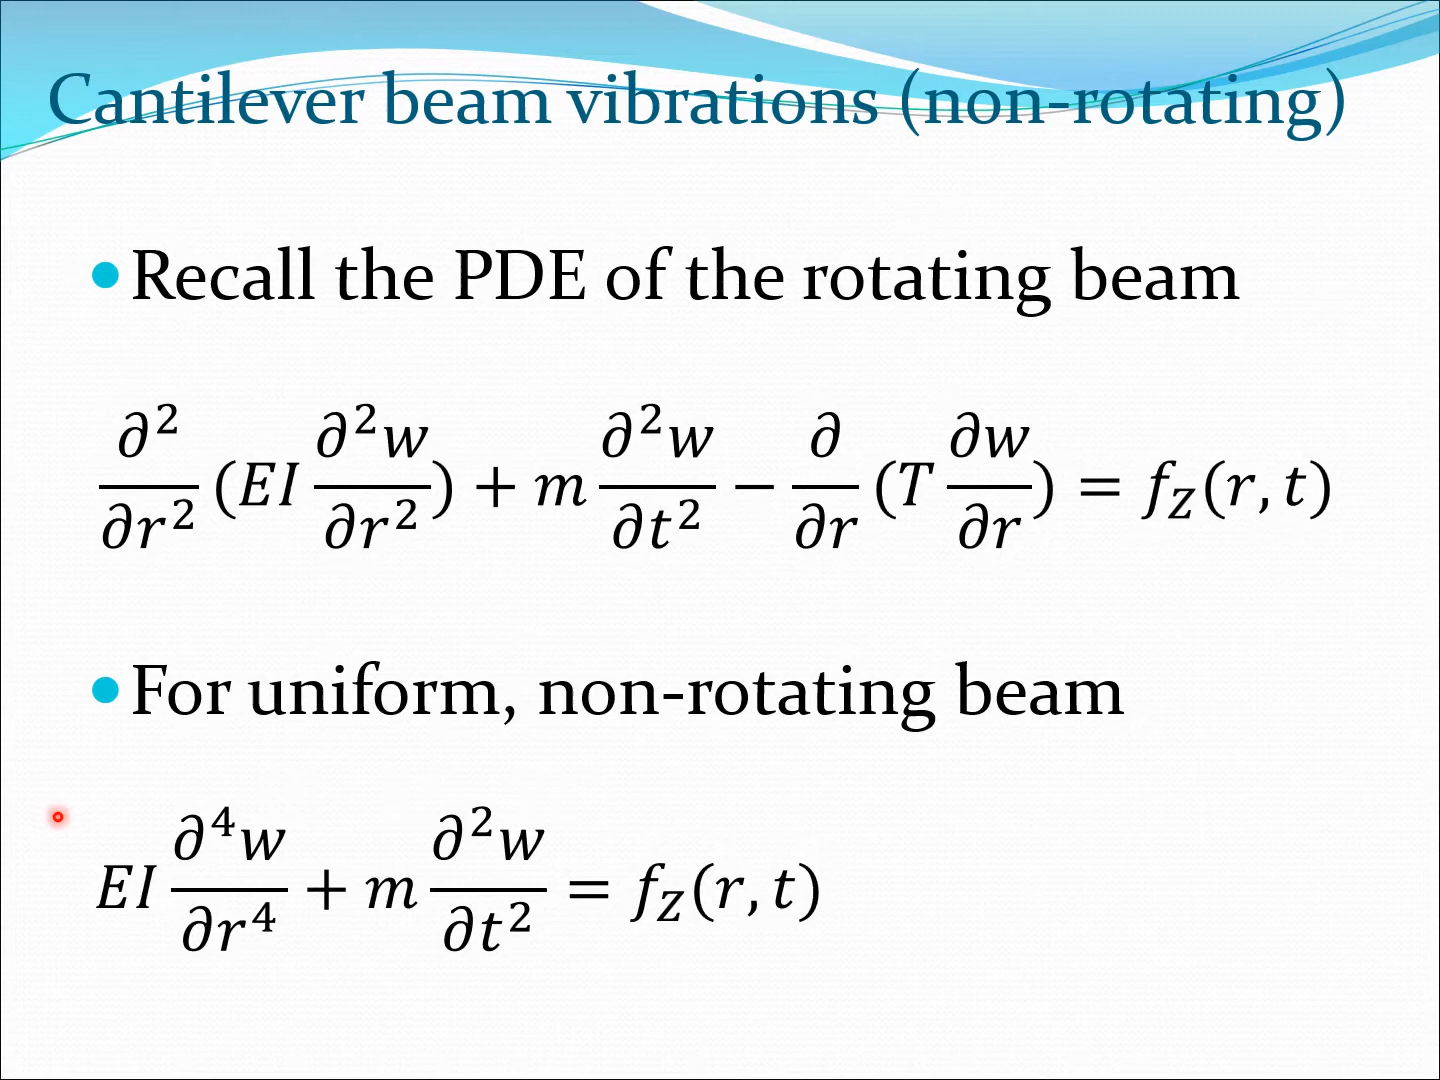 Cantilever beam vibrations (non-rotating)
•Recall the PDE of the rotating beam
∂²/∂r² (EI ∂²w/∂r²) + m ∂²w/∂t² − ∂/∂r (T ∂w/∂r) = f_Z(r, t)
•For uniform, non-rotating beam
EI ∂⁴w/∂r⁴ + m ∂²w/∂t² = f_Z(r, t)